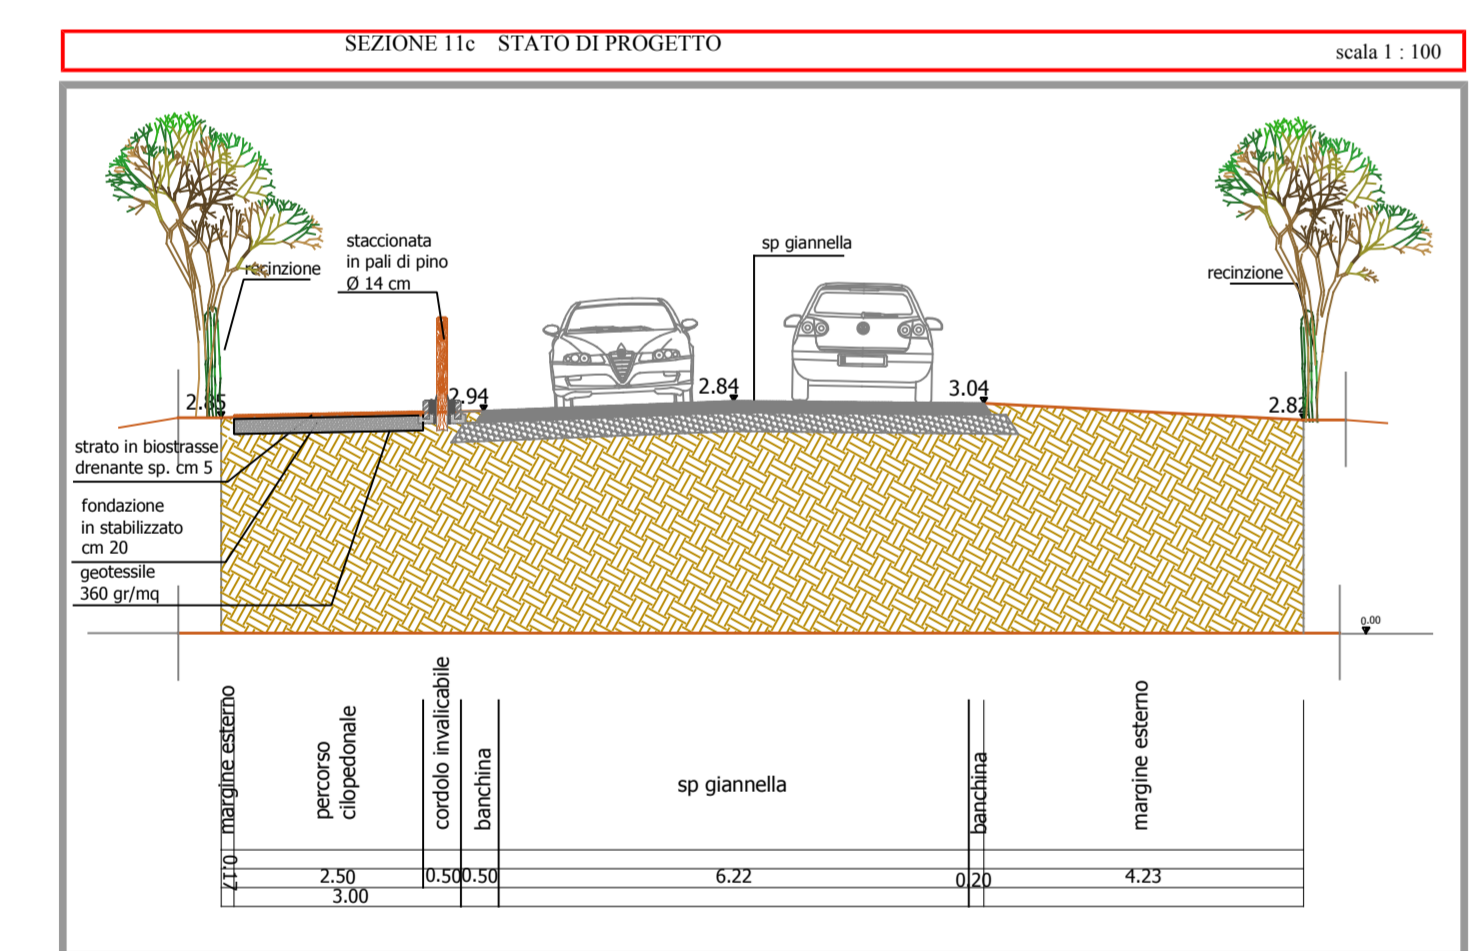 SEZIONE 11c STATO DI PROGETTO
scala 1 : 100
staccionata
in pali di pino
Ø 14 cm
recinzione
sp giannella
recinzione
2.85
2.94
2.84
3.04
2.82
strato in biostrasse
drenante sp. cm 5
fondazione
in stabilizzato
cm 20
geotessile
360 gr/mq
0.00
margine esterno
percorso
cilopedonale
cordolo invalicabile
banchina
sp giannella
banchina
margine esterno
0.17
2.50
0.50
0.50
6.22
0.20
4.23
3.00